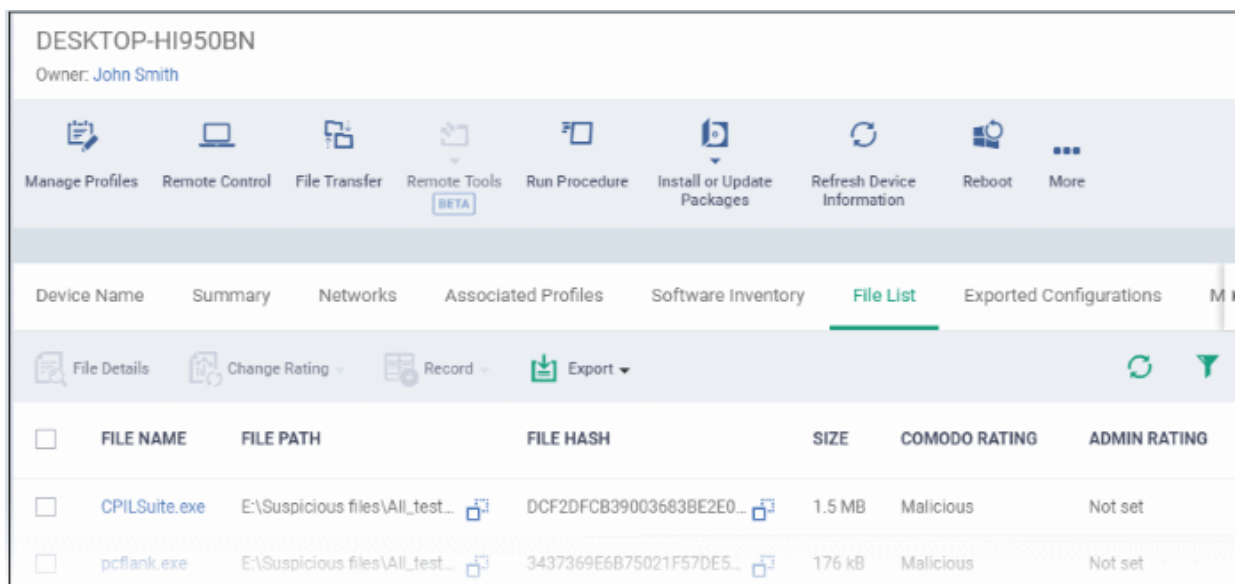 DESKTOP-HI950BN
Owner: John Smith
Manage Profiles Remote Control File Transfer Remote Tools Run Procedure Install or Update Refresh Device Reboot More
BETA Packages Information
Device Name Summary Networks Associated Profiles Software Inventory File List Exported Configurations M
File Details Change Rating Record Export
FILE NAME FILE PATH FILE HASH SIZE COMODO RATING ADMIN RATING
CPILSuite.exe E:\Suspicious files\All_test... DCF2DFCB39003683BE2E0... 1.5 MB Malicious Not set
pcflank.exe E:\Suspicious files\All_test... 3437369E6B75021F57DE5... 176 kB Malicious Not set